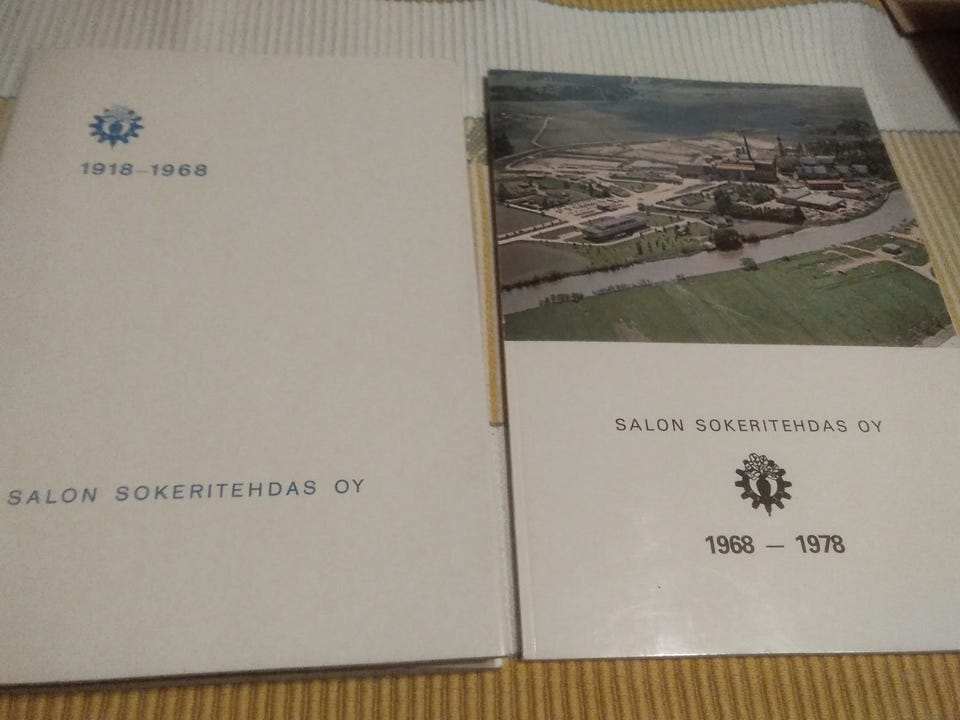 1918-1968
SALON SOKERITEHDAS OY
SALON SOKERITEHDAS OY
1968 — 1978